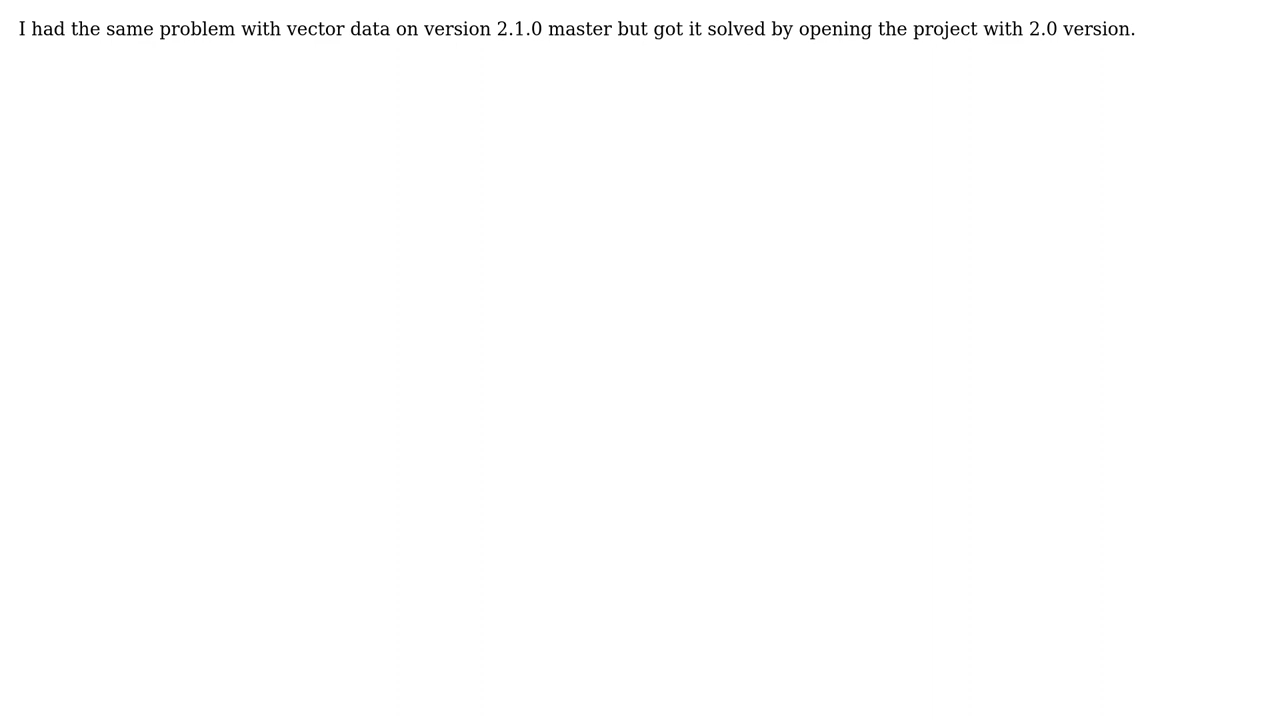 I had the same problem with vector data on version 2.1.0 master but got it solved by opening the project with 2.0 version.